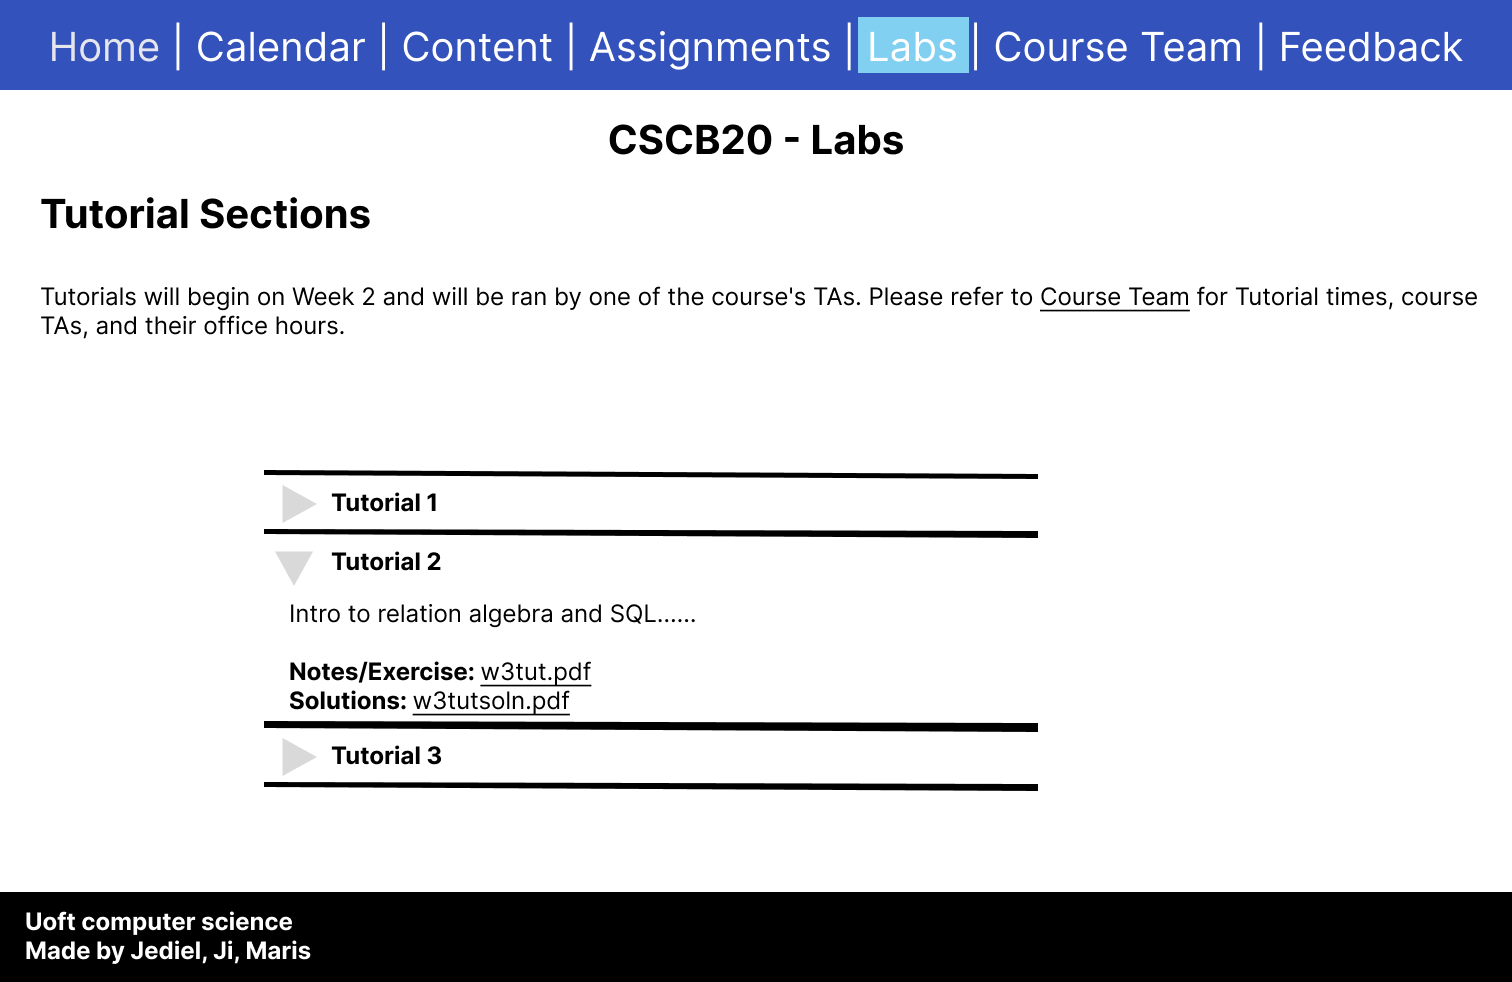 Home | Calendar | Content | Assignments | Labs | Course Team | Feedback
CSCB20 - Labs
Tutorial Sections
Tutorials will begin on Week 2 and will be ran by one of the course's TAs. Please refer to Course Team for Tutorial times, course
TAs, and their office hours.
Tutorial 1
Tutorial 2
Intro to relation algebra and SQL......
Notes/Exercise: w3tut.pdf
Solutions: w3tutsoln.pdf
Tutorial 3
Uoft computer science
Made by Jediel, Ji, Maris